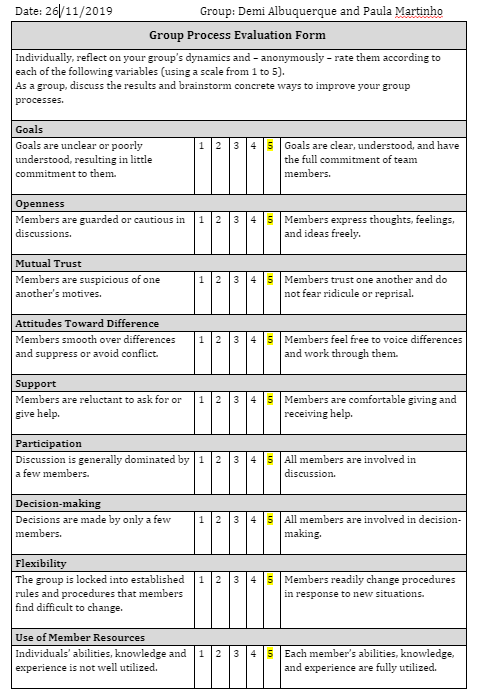 Date: 26/11/2019 Group: Demi Albuquerque and Paula Martinho
Group Process Evaluation Form
Individually, reflect on your group's dynamics and – anonymously – rate them according to
each of the following variables (using a scale from 1 to 5).
As a group, discuss the results and brainstorm concrete ways to improve your group
processes.
Goals
Goals are unclear or poorly 1 2 3 4 5 Goals are clear, understood, and have
understood, resulting in little the full commitment of team
commitment to them. members.
Openness
Members are guarded or cautious in 1 2 3 4 5 Members express thoughts, feelings,
discussions. and ideas freely.
Mutual Trust
Members are suspicious of one 1 2 3 4 5 Members trust one another and do
another's motives. not fear ridicule or reprisal.
Attitudes Toward Difference
Members smooth over differences 1 2 3 4 5 Members feel free to voice differences
and suppress or avoid conflict. and work through them.
Support
Members are reluctant to ask for or 1 2 3 4 5 Members are comfortable giving and
give help. receiving help.
Participation
Discussion is generally dominated by 1 2 3 4 5 All members are involved in
a few members. discussion.
Decision-making
Decisions are made by only a few 1 2 3 4 5 All members are involved in decision-
members. making.
Flexibility
The group is locked into established 1 2 3 4 5 Members readily change procedures
rules and procedures that members in response to new situations.
find difficult to change.
Use of Member Resources
Individuals' abilities, knowledge and 1 2 3 4 5 Each member's abilities, knowledge,
experience is not well utilized. and experience are fully utilized.